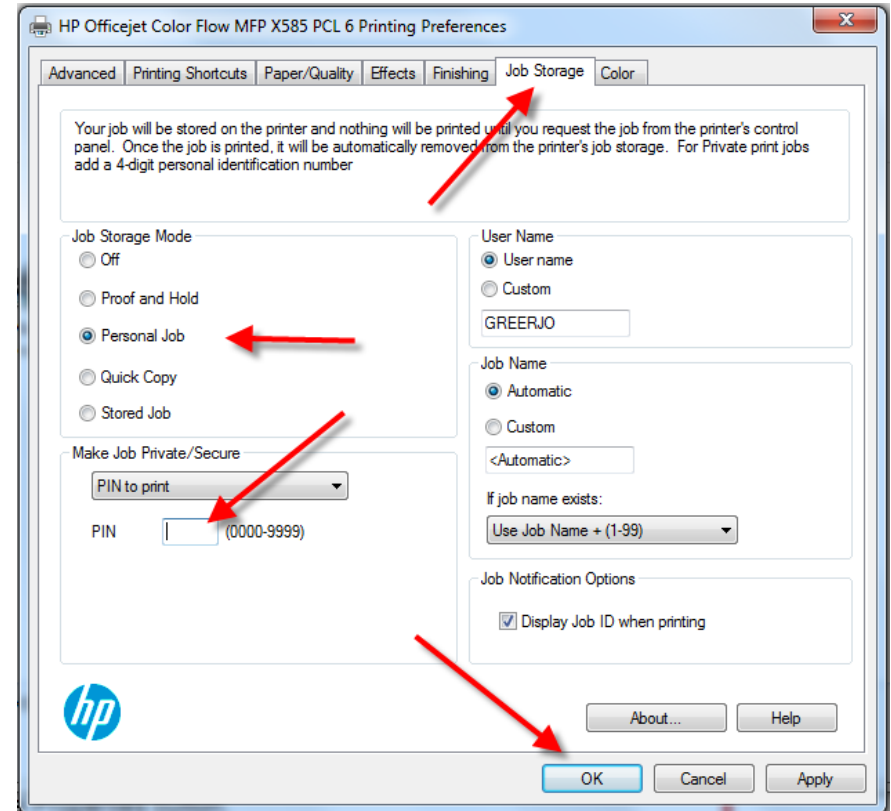 HP Officejet Color Flow MFP X585 PCL 6 Printing Preferences
Advanced Printing Shortcuts Paper/Quality Effects Finishing Job Storage Color
Your job will be stored on the printer and nothing will be printed until you request the job from the printer's control
panel. Once the job is printed, it will be automatically removed from the printer's job storage. For Private print jobs
add a 4-digit personal identification number
Job Storage Mode
Off
Proof and Hold
Personal Job
Quick Copy
Stored Job
Make Job Private/Secure
PIN to print
PIN (0000-9999)
User Name
User name
Custom
GREERJO
Job Name
Automatic
Custom
<Automatic>
If job name exists:
Use Job Name + (1-99)
Job Notification Options
Display Job ID when printing
hp
About... Help
OK Cancel Apply